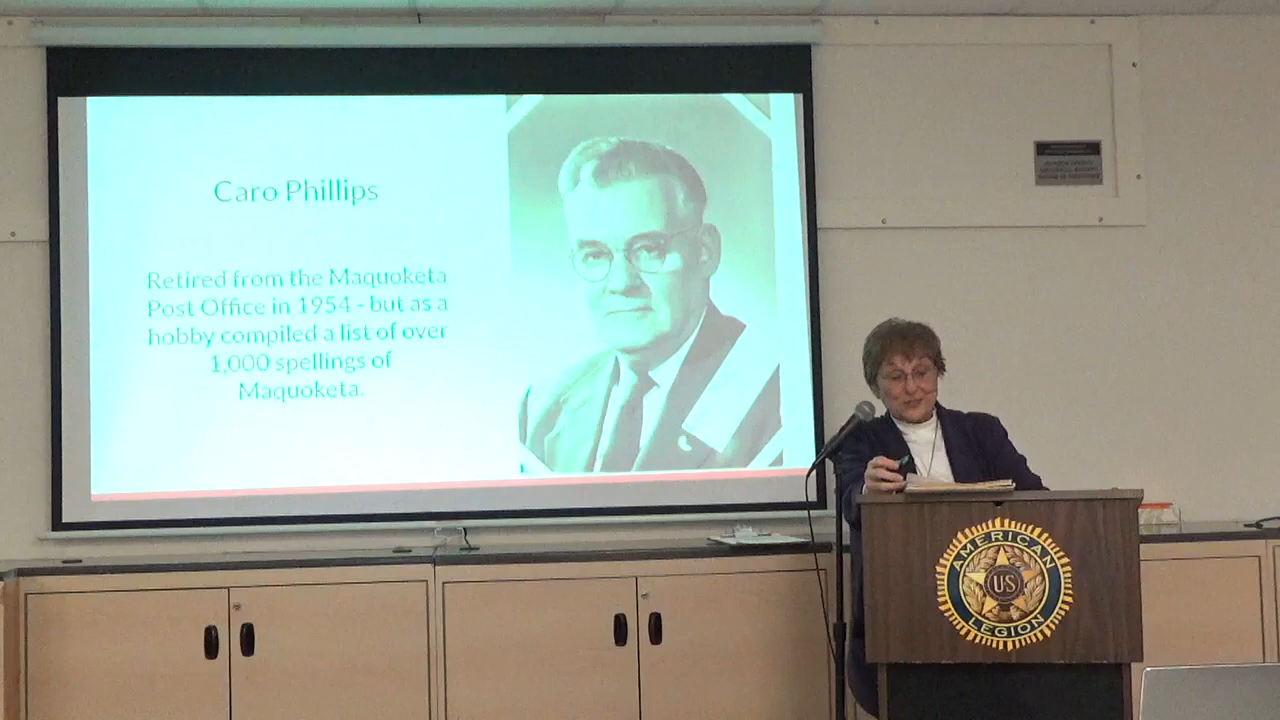 Caro Phillips
Retired from the Maquoketa
Post Office in 1954 - but as a
hobby compiled a list of over
1,000 spellings of
Maquoketa.
AMERICAN
US
LEGION